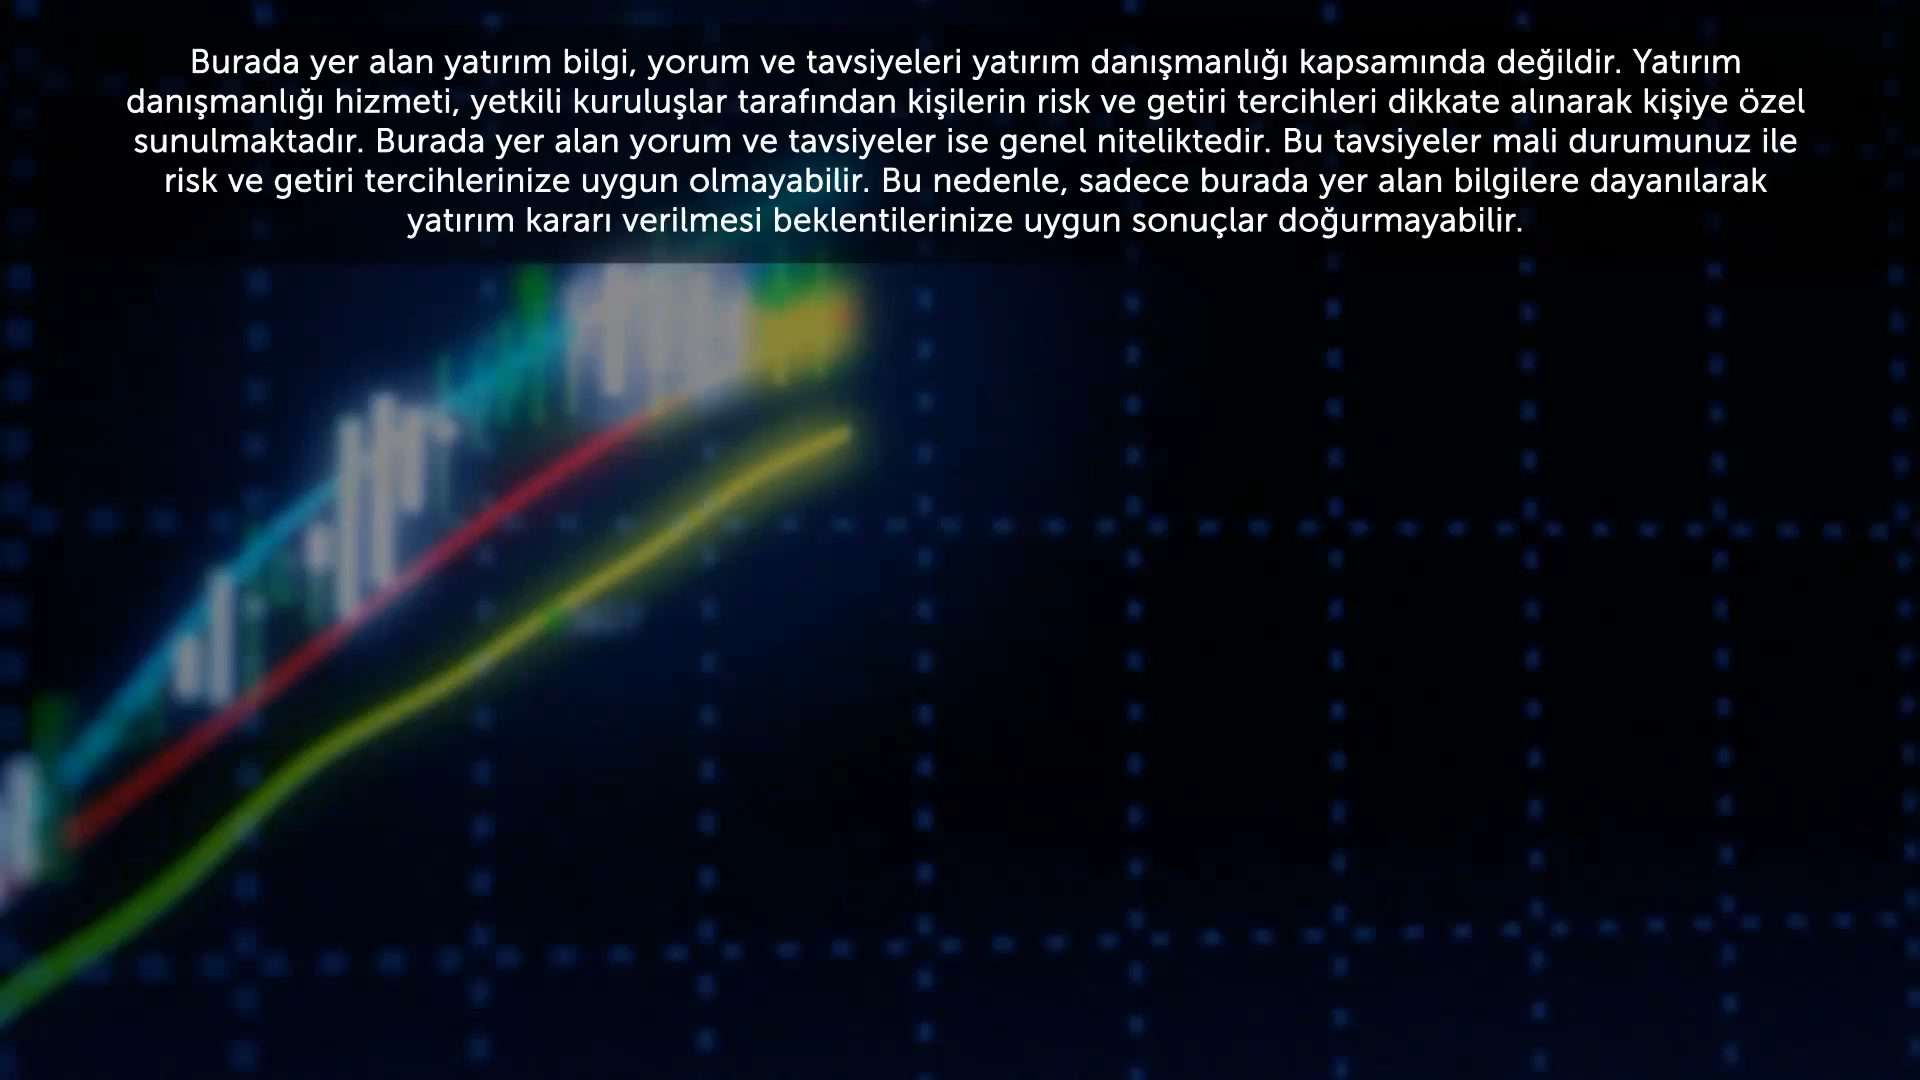 Burada yer alan yatırım bilgi, yorum ve tavsiyeleri yatırım danışmanlığı kapsamında değildir. Yatırım
danışmanlığı hizmeti, yetkili kuruluşlar tarafından kişilerin risk ve getiri tercihleri dikkate alınarak kişiye özel
sunulmaktadır. Burada yer alan yorum ve tavsiyeler ise genel niteliktedir. Bu tavsiyeler mali durumunuz ile
risk ve getiri tercihlerinize uygun olmayabilir. Bu nedenle, sadece burada yer alan bilgilere dayanılarak
yatırım kararı verilmesi beklentilerinize uygun sonuçlar doğurmayabilir.